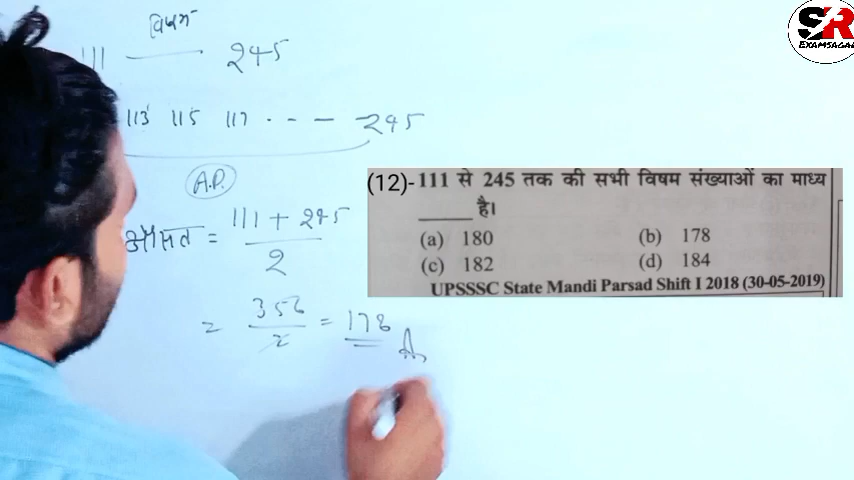 SR
EXAMSAGAR
विषम
111 — 245
113 115 117 . - - — 245
A.P.
औसत = 111 + 245
2
= 356 = 178 A
2
(12)-111 से 245 तक की सभी विषम संख्याओं का माध्य
_____ है।
(a) 180 (b) 178
(c) 182 (d) 184
UPSSSC State Mandi Parsad Shift I 2018 (30-05-2019)